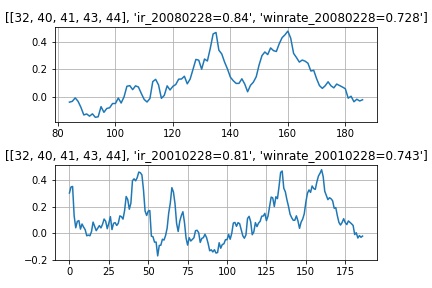 [[32, 40, 41, 43, 44], 'ir_20080228=0.84', 'winrate_20080228=0.728']
0.4
0.2
0.0
80 100 120 140 160 180
[[32, 40, 41, 43, 44], 'ir_20010228=0.81', 'winrate_20010228=0.743']
0.4
0.2
0.0
−0.2
0 25 50 75 100 125 150 175